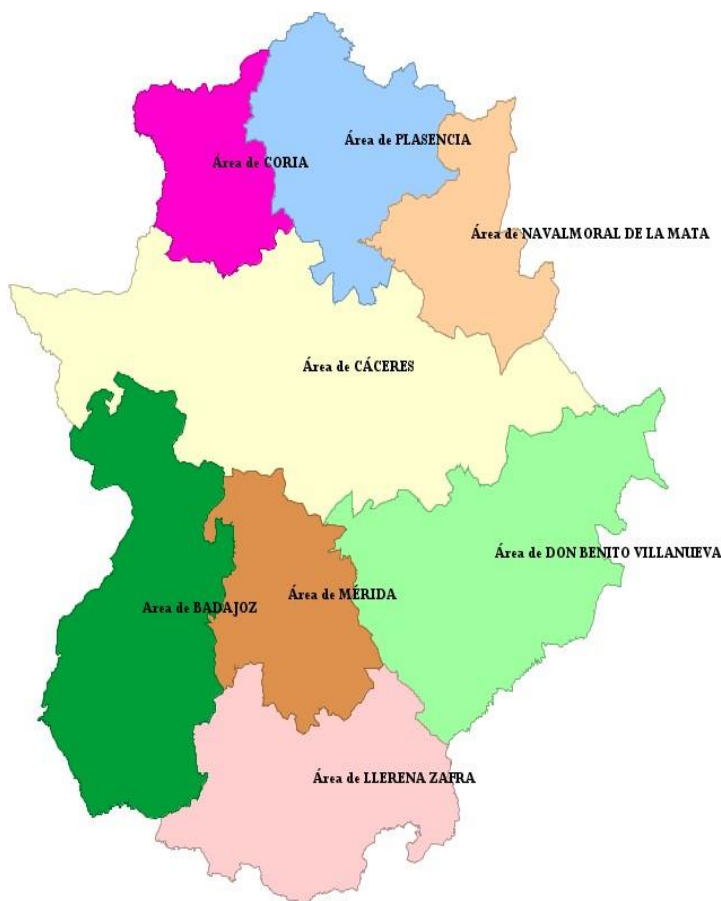 Área de PLASENCIA
Área de CORIA
Área de NAVALMORAL DE LA MATA
Área de CÁCERES
Área de DON BENITO VILLANUEVA
Área de MÉRIDA
Area de BADAJOZ
Área de LLERENA ZAFRA